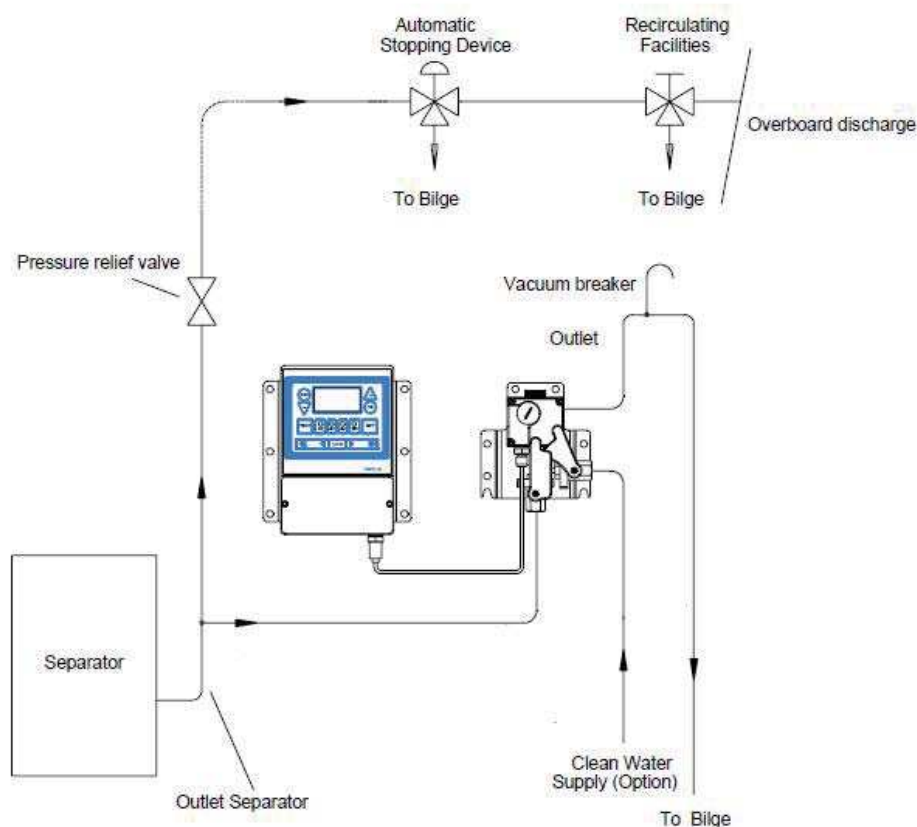 Automatic
Stopping Device
Recirculating
Facilities
Overboard discharge
To Bilge
To Bilge
Pressure relief valve
Vacuum breaker
Outlet
Separator
Clean Water
Supply (Option)
Outlet Separator
To Bilge